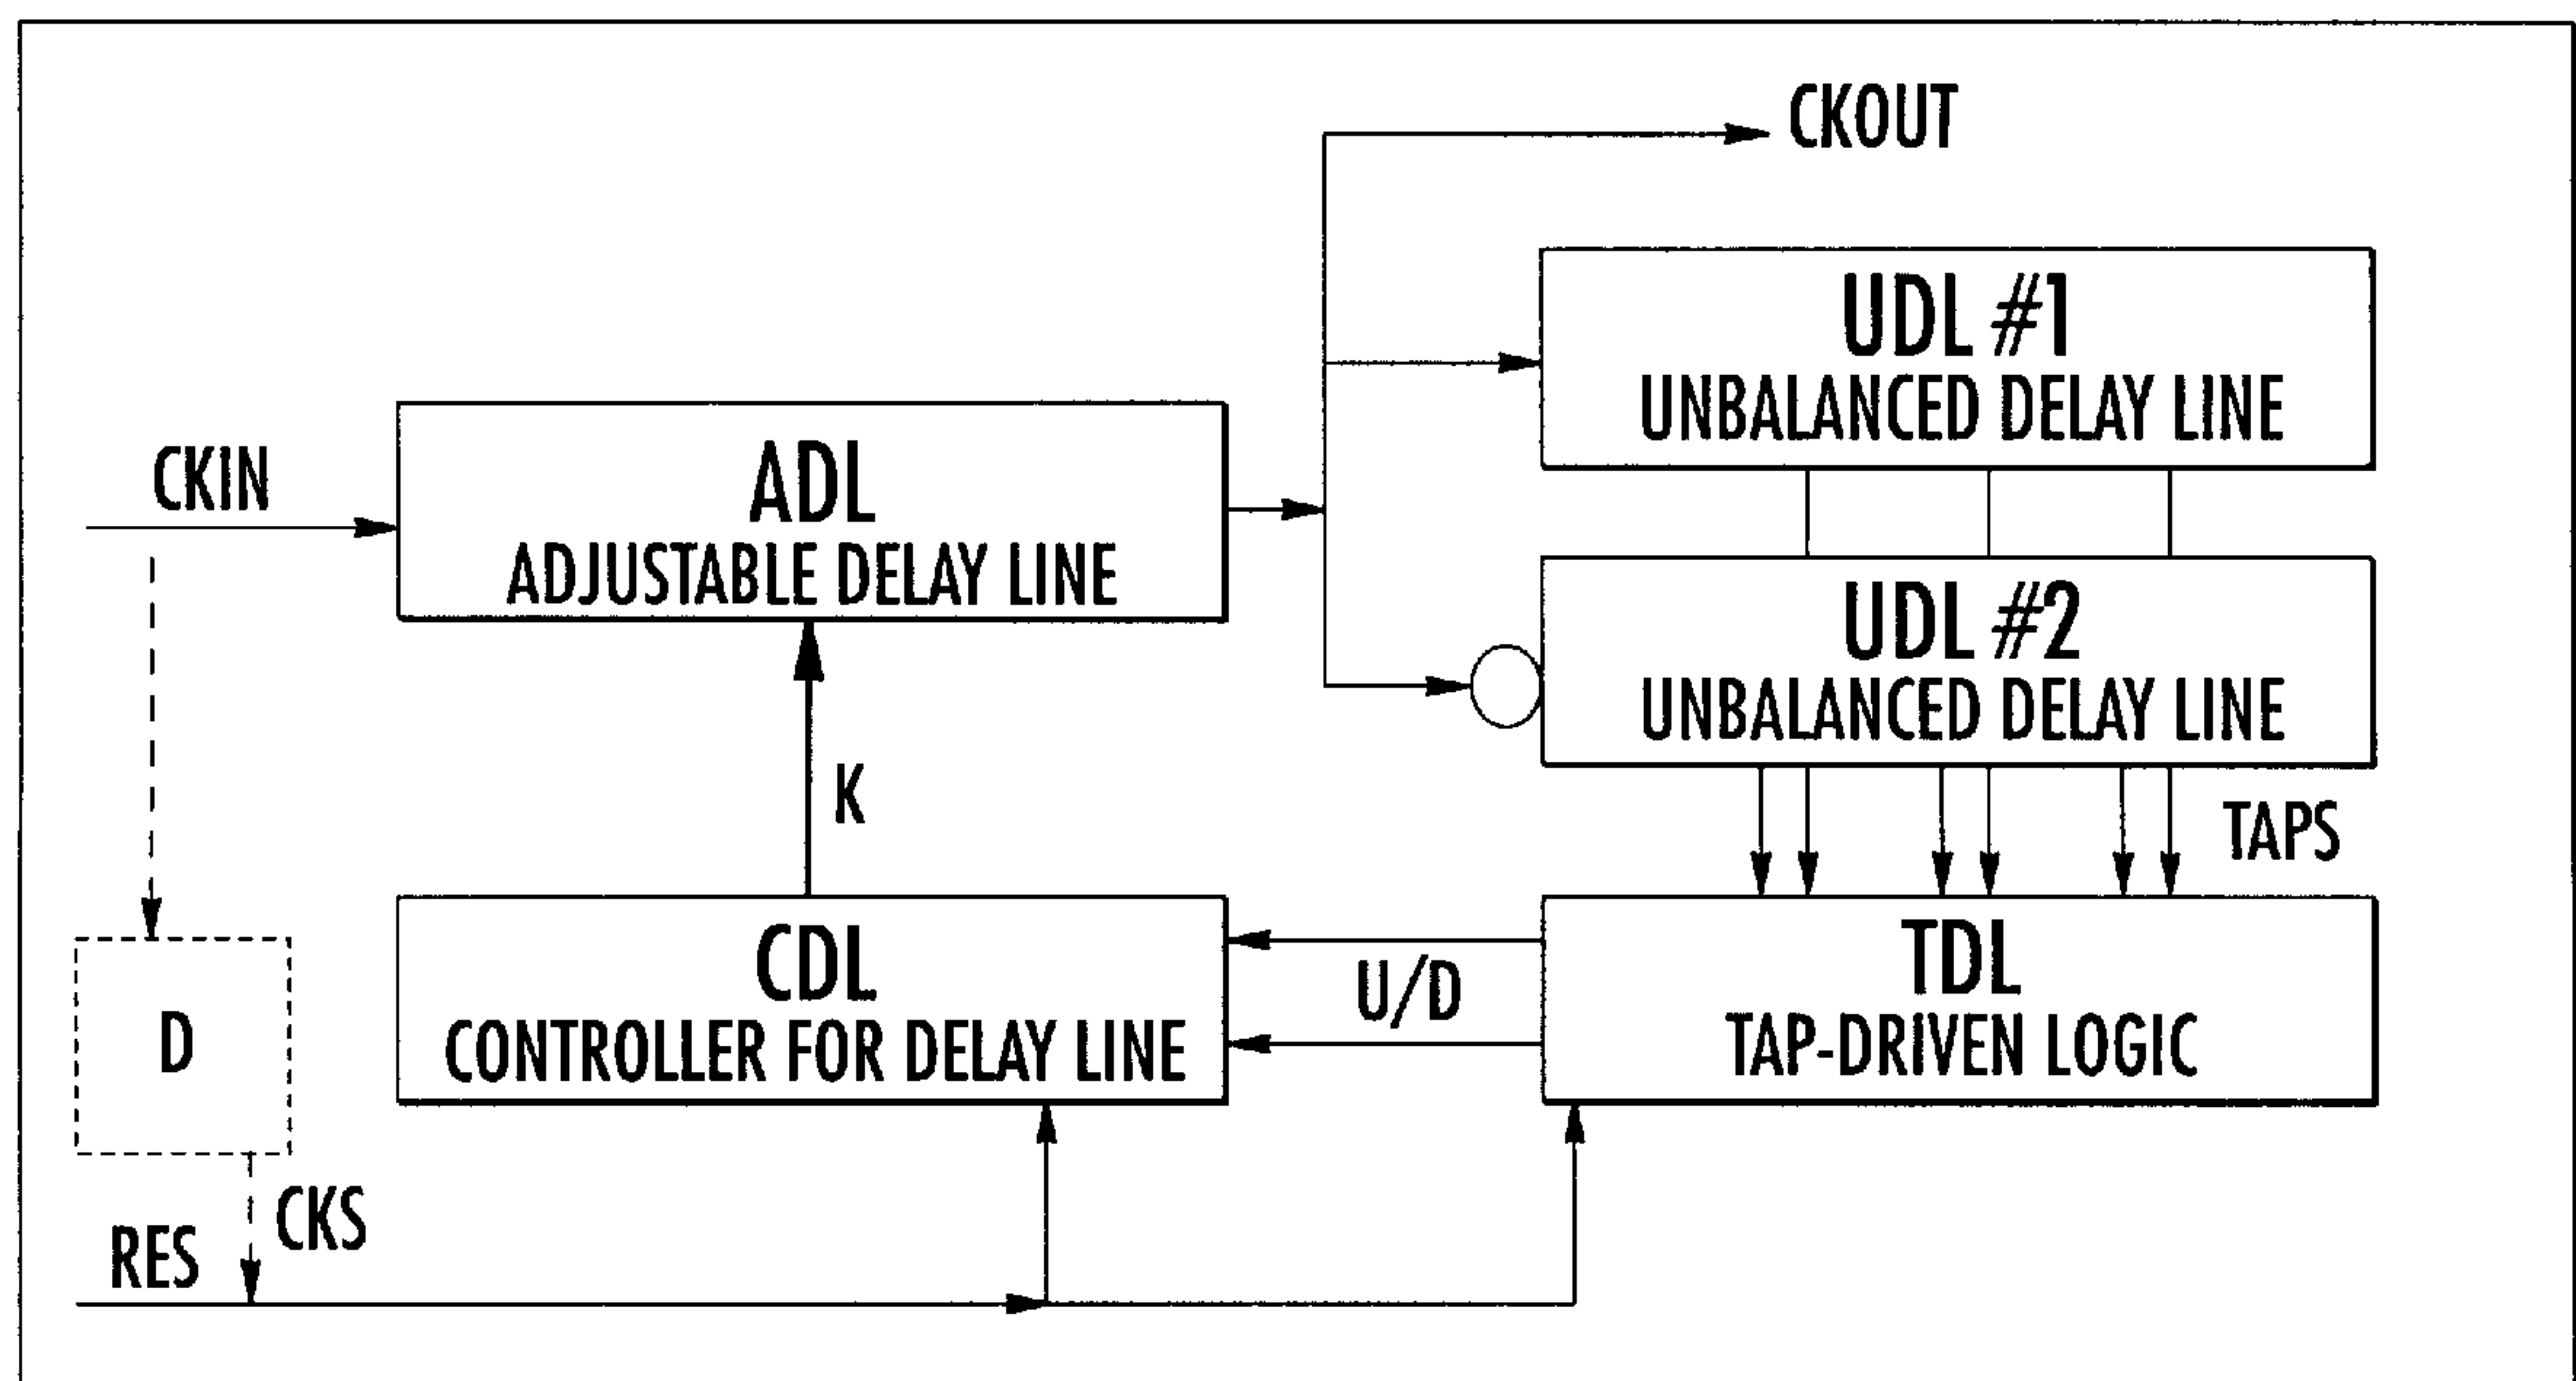 CKOUT
UDL #1
UNBALANCED DELAY LINE
CKIN
ADL
ADJUSTABLE DELAY LINE
UDL #2
UNBALANCED DELAY LINE
K
TAPS
CDL
CONTROLLER FOR DELAY LINE
U/D
TDL
TAP-DRIVEN LOGIC
D
CKS
RES